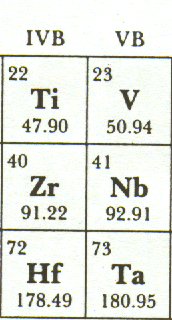 IVB VB
22 23
Ti V
47.90 50.94
40 41
Zr Nb
91.22 92.91
72 73
Hf Ta
178.49 180.95